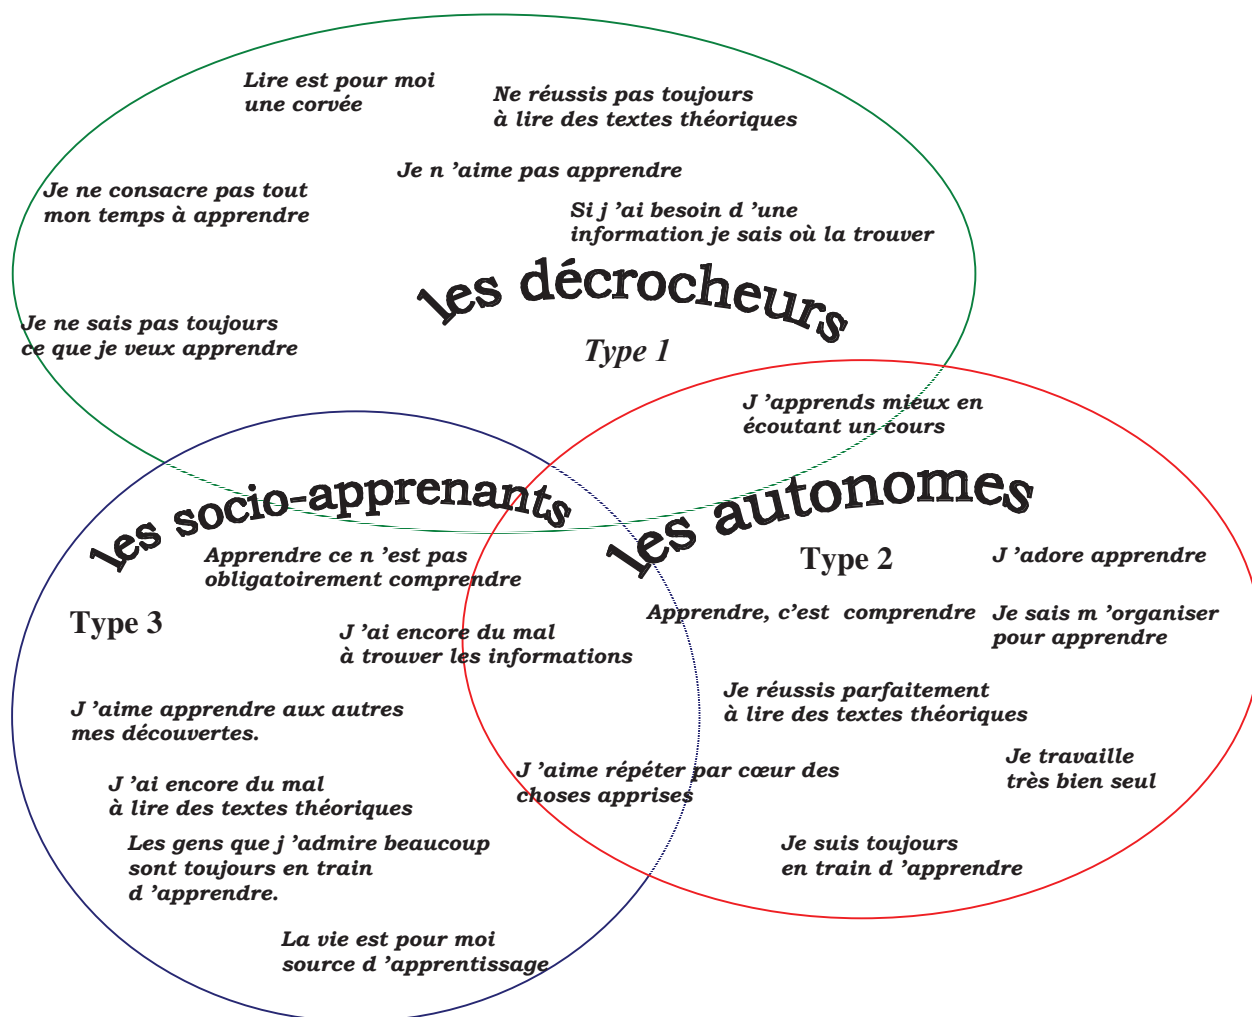 Lire est pour moi
une corvée
Ne réussis pas toujours
à lire des textes théoriques
Je n ’aime pas apprendre
Je ne consacre pas tout
mon temps à apprendre
Si j ’ai besoin d ’une
information je sais où la trouver
les décrocheurs
Type 1
Je ne sais pas toujours
ce que je veux apprendre
J ’apprends mieux en
écoutant un cours
les socio-apprenants
Apprendre ce n ’est pas
obligatoirement comprendre
Type 3
J ’ai encore du mal
à trouver les informations
J ’aime apprendre aux autres
mes découvertes.
J ’ai encore du mal
à lire des textes théoriques
Les gens que j ’admire beaucoup
sont toujours en train
d ’apprendre.
La vie est pour moi
source d ’apprentissage
les autonomes
Type 2
J ’adore apprendre
Apprendre, c’est  comprendre
Je sais m ’organiser
pour apprendre
Je réussis parfaitement
à lire des textes théoriques
Je travaille
très bien seul
J ’aime répéter par cœur des
choses apprises
Je suis toujours
en train d ’apprendre